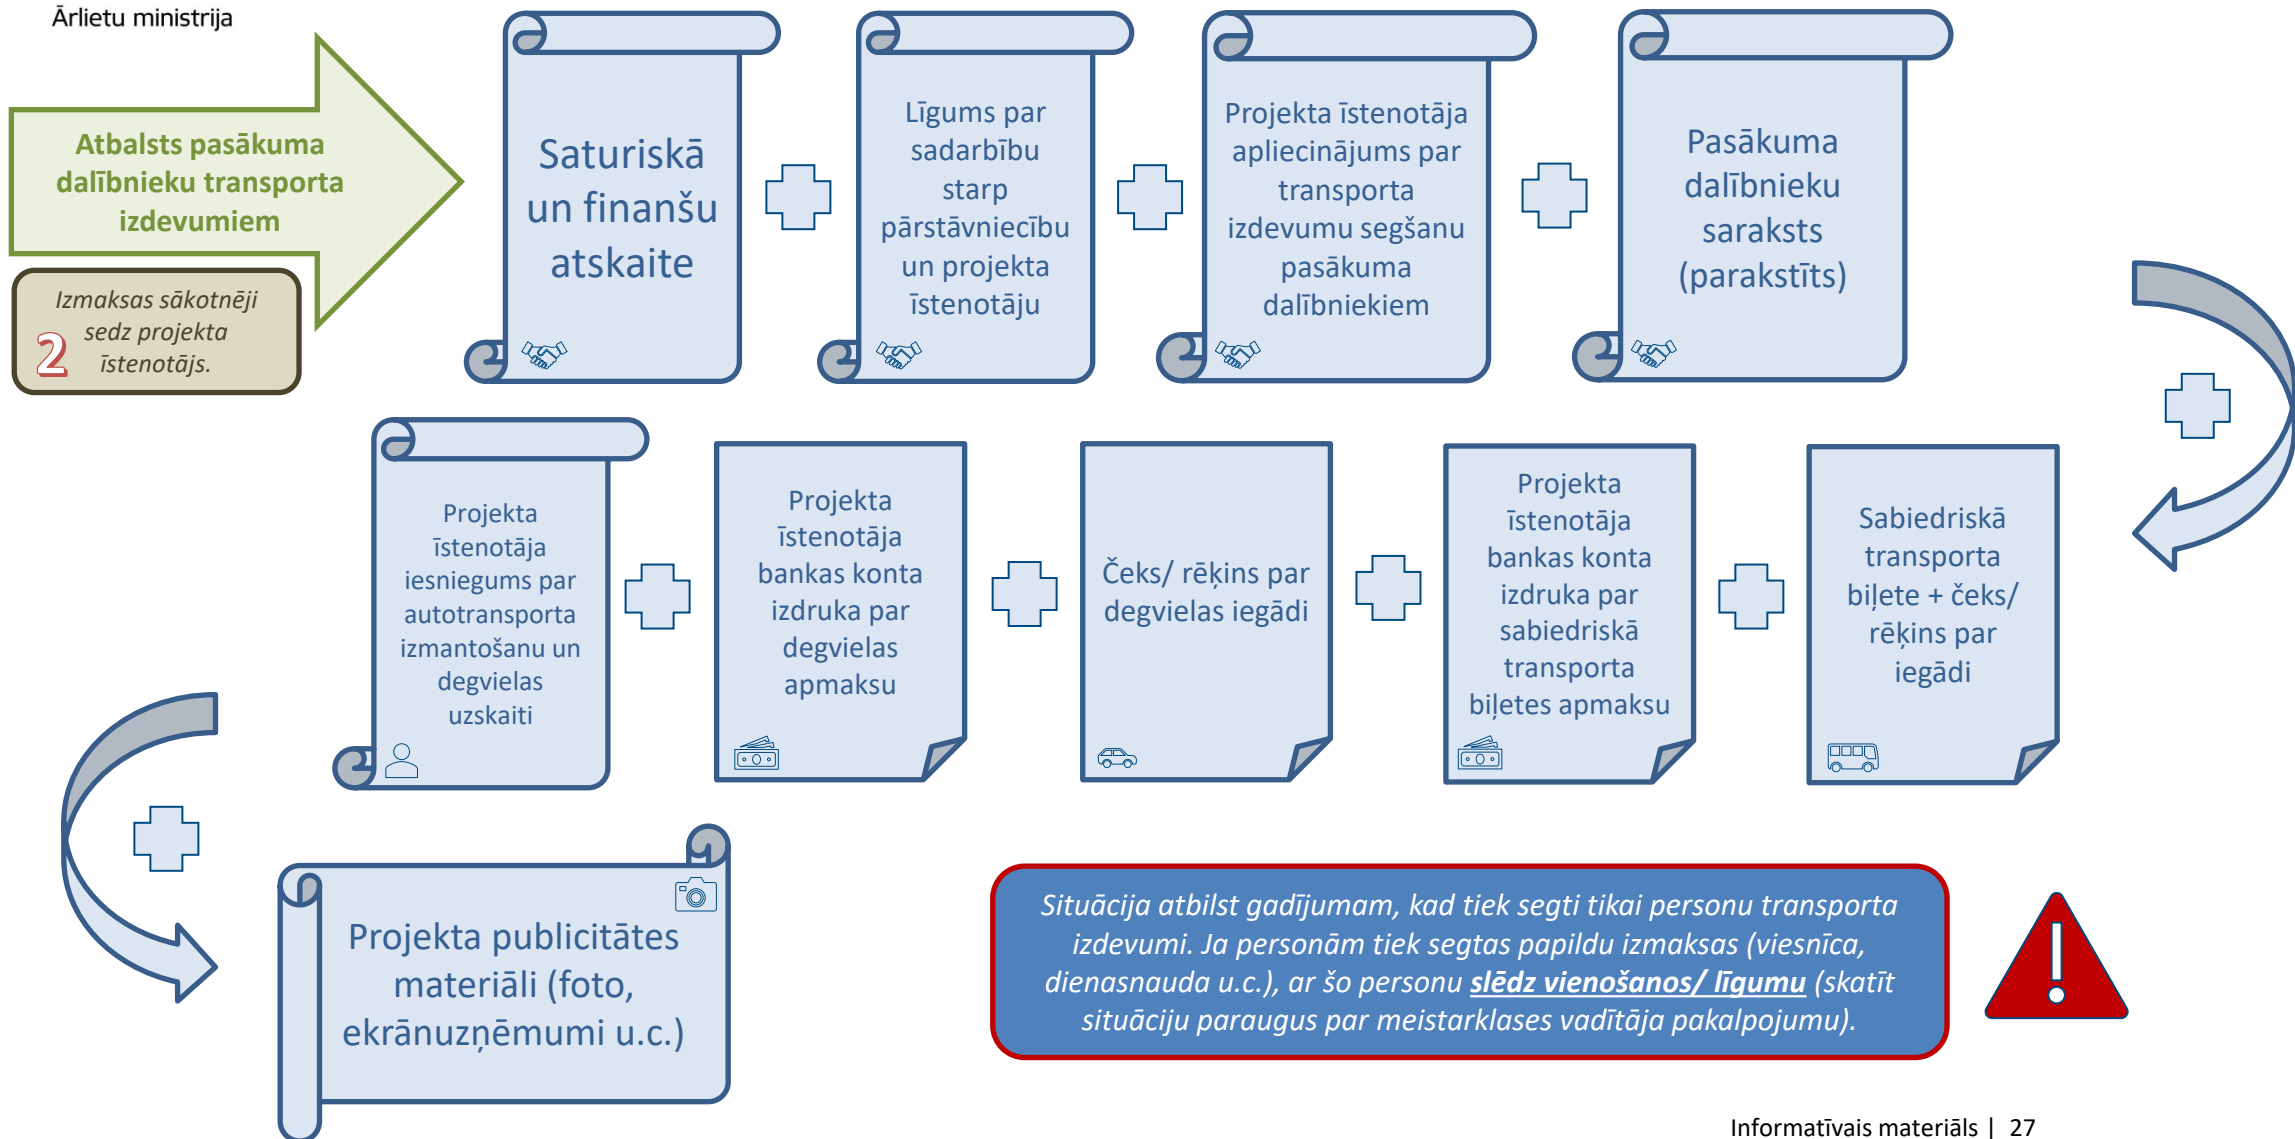 Ārlietu ministrija
Atbalsts pasākuma
dalībnieku transporta
izdevumiem
Izmaksas sākotnēji
sedz projekta
īstenotājs.
2
Saturiskā
un finanšu
atskaite
Līgums par
sadarbību
starp
pārstāvniecību
un projekta
īstenotāju
Projekta īstenotāja
apliecinājums par
transporta
izdevumu segšanu
pasākuma
dalībniekiem
Pasākuma
dalībnieku
saraksts
(parakstīts)
Projekta
īstenotāja
iesniegums par
autotransporta
izmantošanu un
degvielas
uzskaiti
Projekta
īstenotāja
bankas konta
izdruka par
degvielas
apmaksu
Čeks/ rēķins par
degvielas iegādi
Projekta
īstenotāja
bankas konta
izdruka par
sabiedriskā
transporta
biļetes apmaksu
Sabiedriskā
transporta
biļete + čeks/
rēķins par
iegādi
Projekta publicitātes
materiāli (foto,
ekrānuzņēmumi u.c.)
Situācija atbilst gadījumam, kad tiek segti tikai personu transporta
izdevumi. Ja personām tiek segtas papildu izmaksas (viesnīca,
dienasnauda u.c.), ar šo personu slēdz vienošanos/ līgumu (skatīt
situāciju paraugus par meistarklases vadītāja pakalpojumu).
Informatīvais materiāls | 27